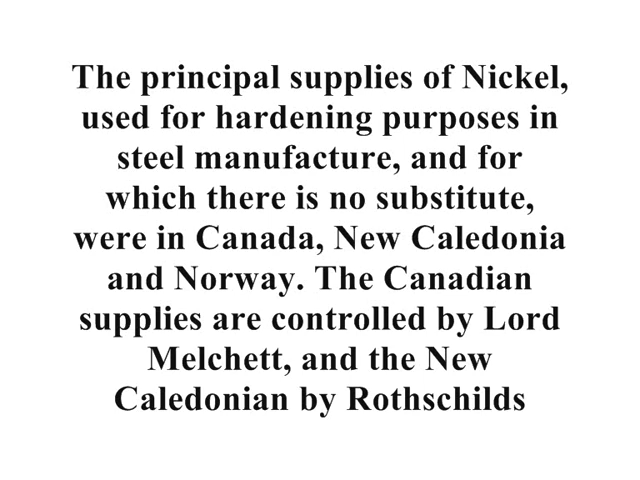 The principal supplies of Nickel,
used for hardening purposes in
steel manufacture, and for
which there is no substitute,
were in Canada, New Caledonia
and Norway. The Canadian
supplies are controlled by Lord
Melchett, and the New
Caledonian by Rothschilds